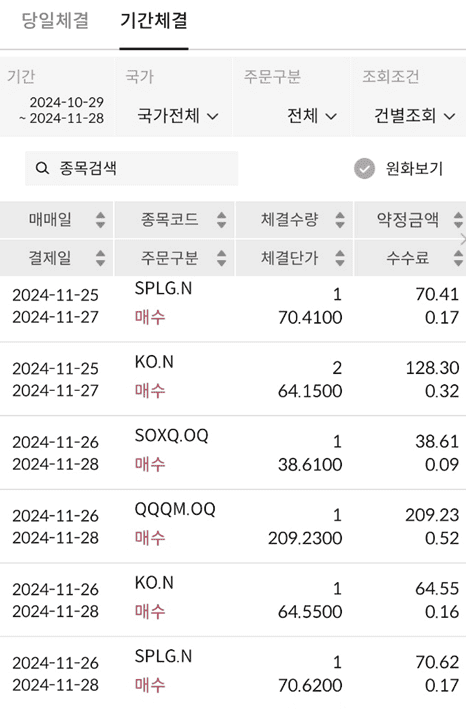 당일체결 기간체결
기간 국가 주문구분 조회조건
2024-10-29
~ 2024-11-28 국가전체 전체 건별조회
종목검색 원화보기
매매일 종목코드 체결수량 약정금액
결제일 주문구분 체결단가 수수료
2024-11-25 SPLG.N 1 70.41
2024-11-27 매수 70.4100 0.17
2024-11-25 KO.N 2 128.30
2024-11-27 매수 64.1500 0.32
2024-11-26 SOXQ.OQ 1 38.61
2024-11-28 매수 38.6100 0.09
2024-11-26 QQQM.OQ 1 209.23
2024-11-28 매수 209.2300 0.52
2024-11-26 KO.N 1 64.55
2024-11-28 매수 64.5500 0.16
2024-11-26 SPLG.N 1 70.62
2024-11-28 매수 70.6200 0.17